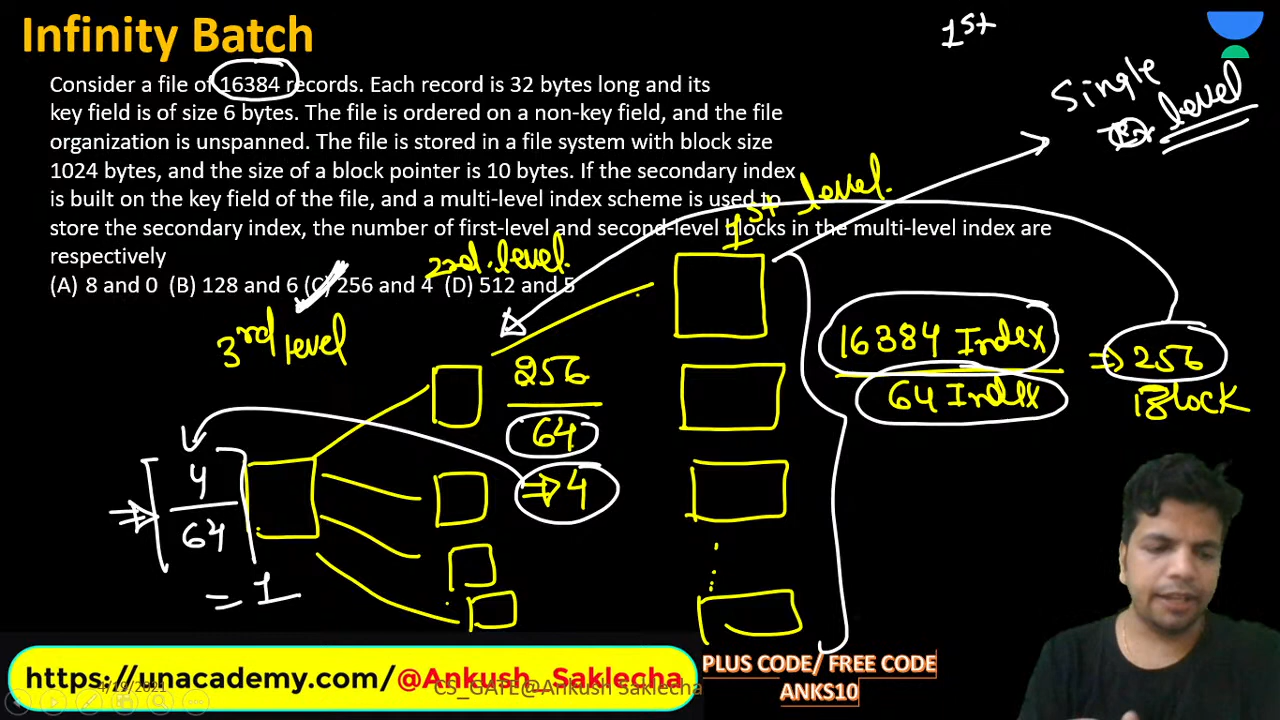 Infinity Batch
1st
Consider a file of 16384 records. Each record is 32 bytes long and its
key field is of size 6 bytes. The file is ordered on a non-key field, and the file
organization is unspanned. The file is stored in a file system with block size
1024 bytes, and the size of a block pointer is 10 bytes. If the secondary index
is built on the key field of the file, and a multi-level index scheme is used to
store the secondary index, the number of first-level and second-level blocks in the multi-level index are
respectively
(A) 8 and 0 (B) 128 and 6 (C) 256 and 4 (D) 512 and 5
Single
level
1st level.
2nd level.
3rd level
16384 Index
64 Index
⇒ 256
Block
256
64
⇒ 4
⇒ [4
64]
= 1
https://unacademy.com/@Ankush_Saklecha
4/19/2021
CS_GATE@Ankush Saklecha
PLUS CODE/ FREE CODE
ANKS10